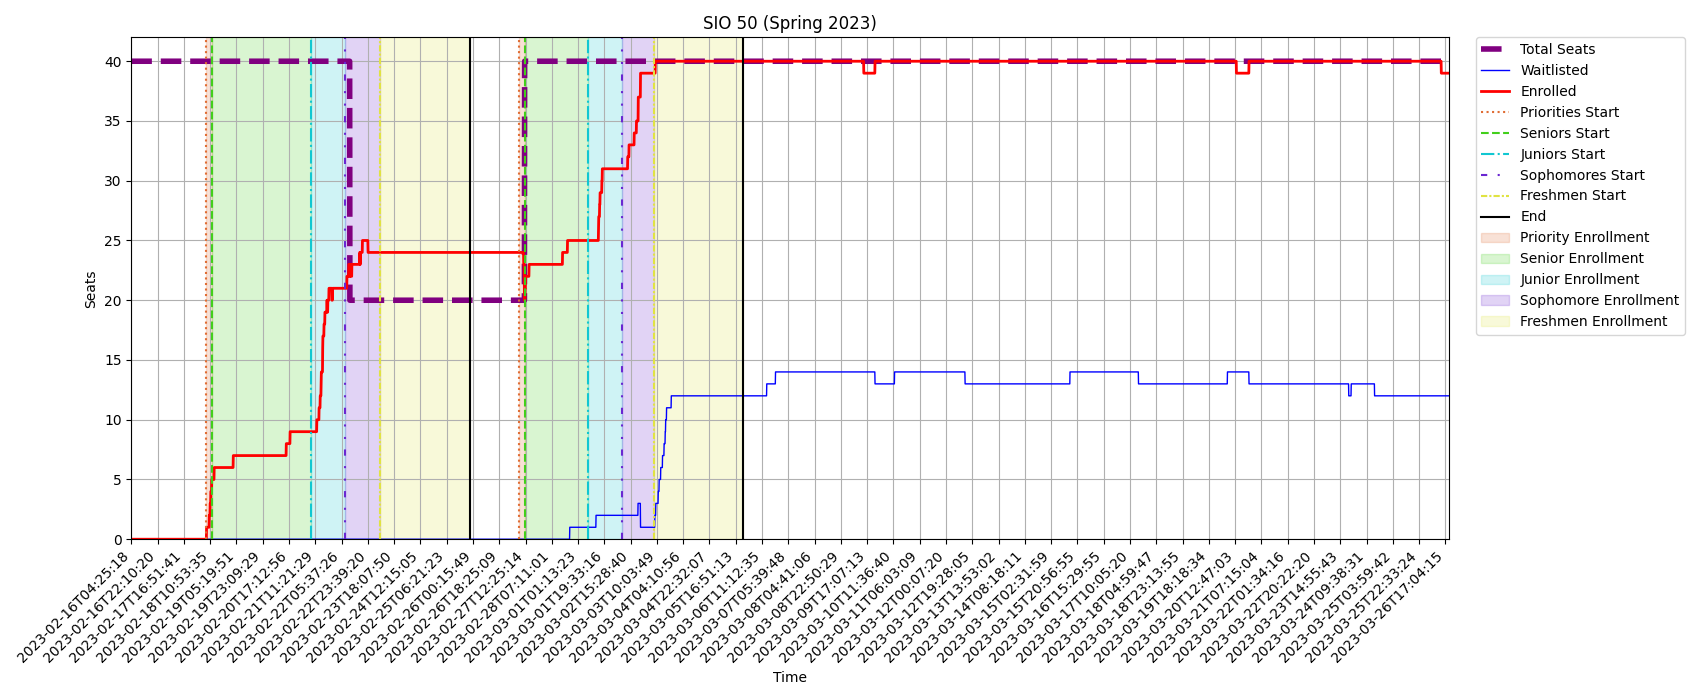 SIO 50 (Spring 2023)
Seats
40
35
30
25
20
15
10
5
0
2023-02-16T04:25:18
2023-02-16T22:10:20
2023-02-17T16:51:41
2023-02-18T10:53:35
2023-02-19T05:19:51
2023-02-19T23:09:29
2023-02-20T17:12:56
2023-02-21T11:21:29
2023-02-22T05:37:26
2023-02-22T23:39:20
2023-02-23T18:07:50
2023-02-24T12:15:05
2023-02-25T06:21:23
2023-02-26T00:15:49
2023-02-26T18:25:09
2023-02-27T12:25:14
2023-02-28T07:11:01
2023-03-01T01:13:23
2023-03-01T19:33:16
2023-03-02T15:28:40
2023-03-03T10:03:49
2023-03-04T04:10:56
2023-03-04T22:32:07
2023-03-05T16:51:13
2023-03-06T11:12:35
2023-03-07T05:39:48
2023-03-08T04:41:06
2023-03-08T22:50:29
2023-03-09T17:07:13
2023-03-10T11:36:40
2023-03-11T06:03:09
2023-03-12T00:07:20
2023-03-12T19:28:05
2023-03-13T13:53:02
2023-03-14T08:18:11
2023-03-15T02:31:59
2023-03-15T20:56:55
2023-03-16T15:29:55
2023-03-17T10:05:20
2023-03-18T04:59:47
2023-03-18T23:13:55
2023-03-19T18:18:34
2023-03-20T12:47:03
2023-03-21T07:15:04
2023-03-22T01:34:16
2023-03-22T20:22:20
2023-03-23T14:55:43
2023-03-24T09:38:31
2023-03-25T03:59:42
2023-03-25T22:33:24
2023-03-26T17:04:15
Time
Total Seats
Waitlisted
Enrolled
Priorities Start
Seniors Start
Juniors Start
Sophomores Start
Freshmen Start
End
Priority Enrollment
Senior Enrollment
Junior Enrollment
Sophomore Enrollment
Freshmen Enrollment